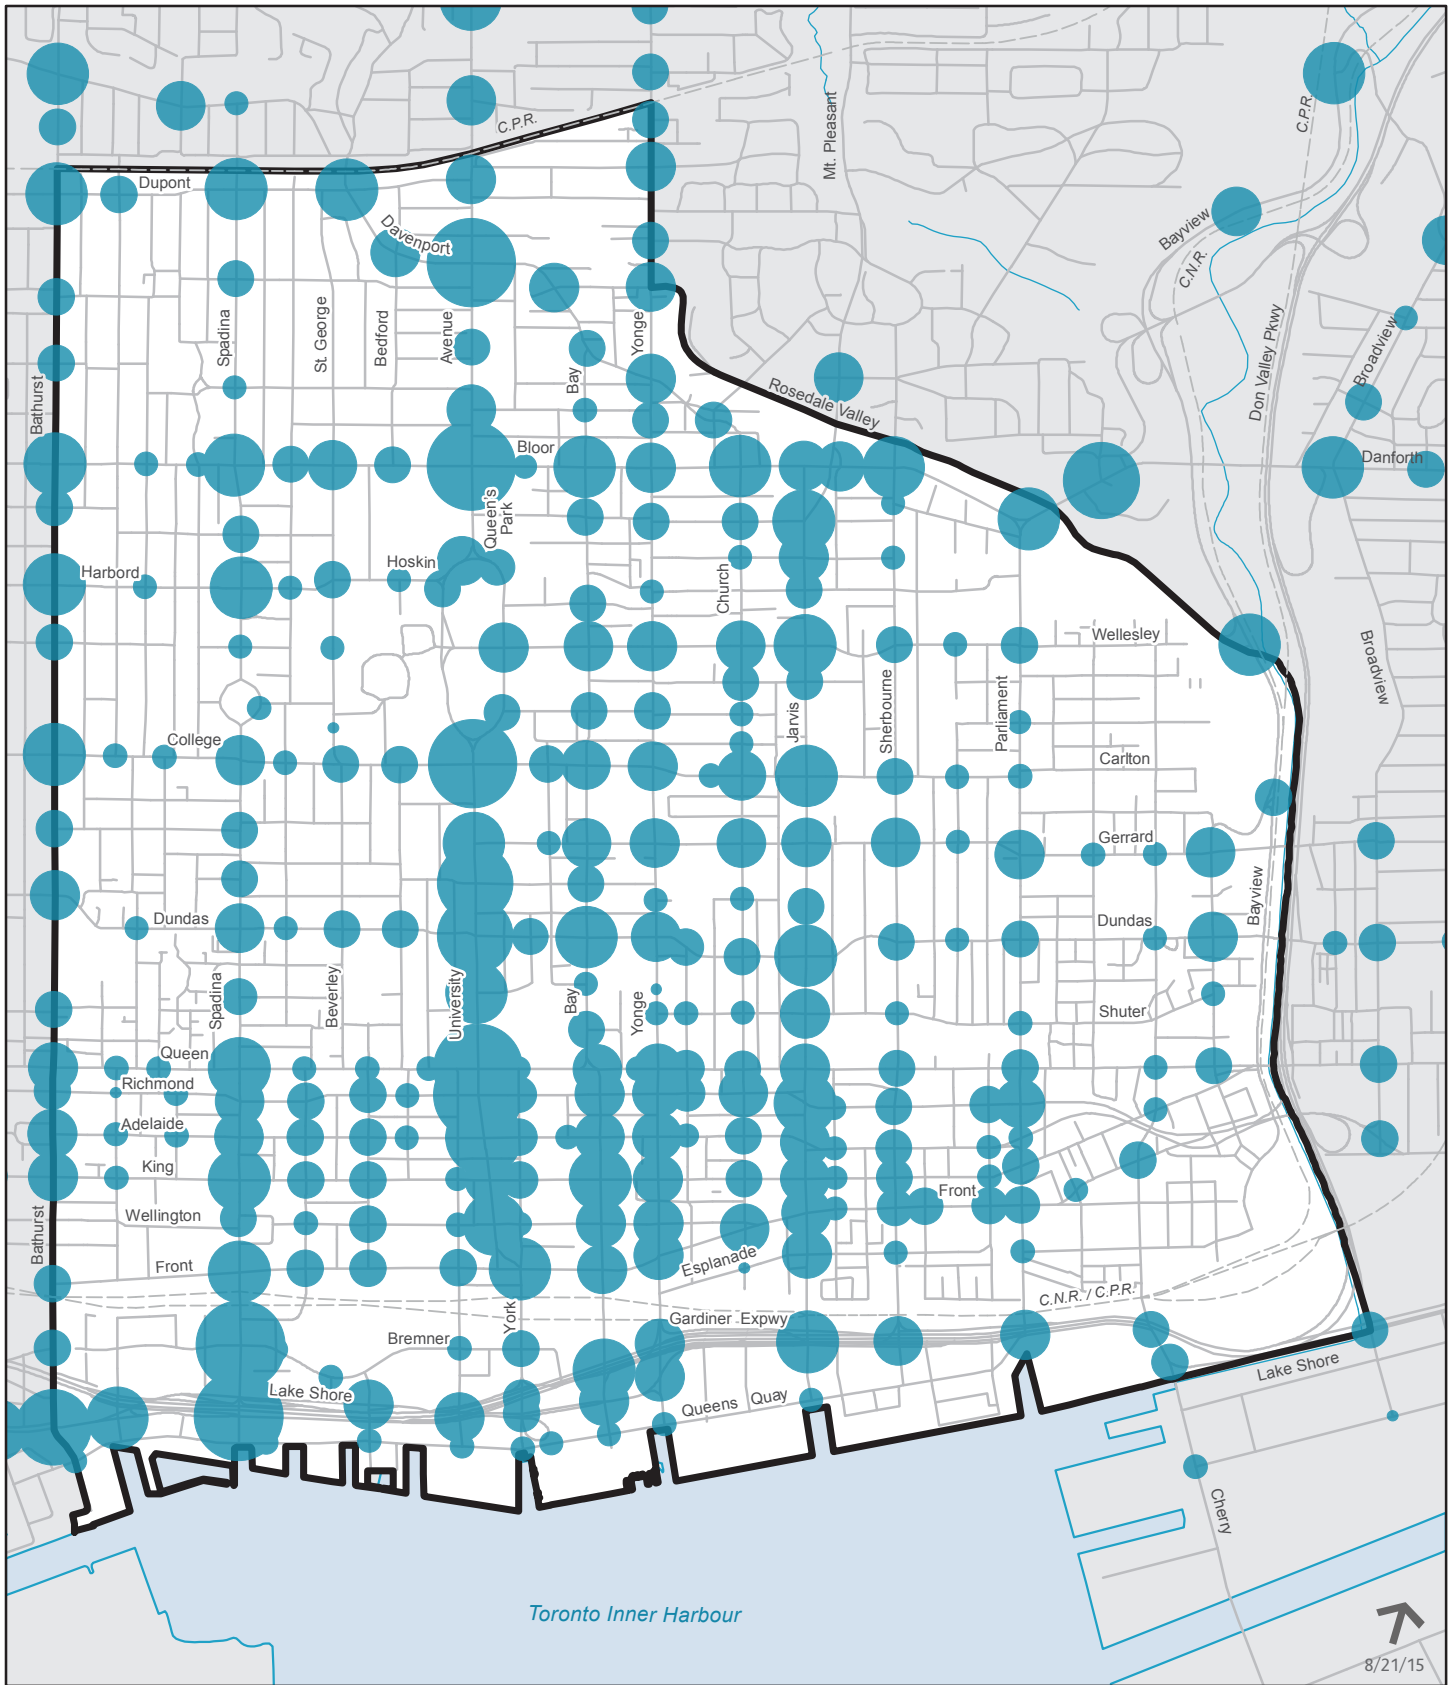 C.P.R.
Mt. Pleasant
C.P.R.
Dupont
Davenport
Bayview
C.N.R.
Spadina
St. George
Bedford
Avenue
Yonge
Bay
Bathurst
Rosedale Valley
Don Valley Pkwy
Broadview
Bloor
Danforth
Queen's
Park
Harbord
Hoskin
Church
Wellesley
Broadview
Jarvis
Sherbourne
Parliament
College
Carlton
Gerrard
Bayview
Dundas
Dundas
Spadina
Beverley
University
Bay
Yonge
Shuter
Queen
Richmond
Adelaide
King
Front
Wellington
Bathurst
Front
Esplanade
C.N.R. / C.P.R.
York
Gardiner Expwy
Bremner
Lake Shore
Lake Shore
Queens Quay
Cherry
Toronto Inner Harbour
8/21/15